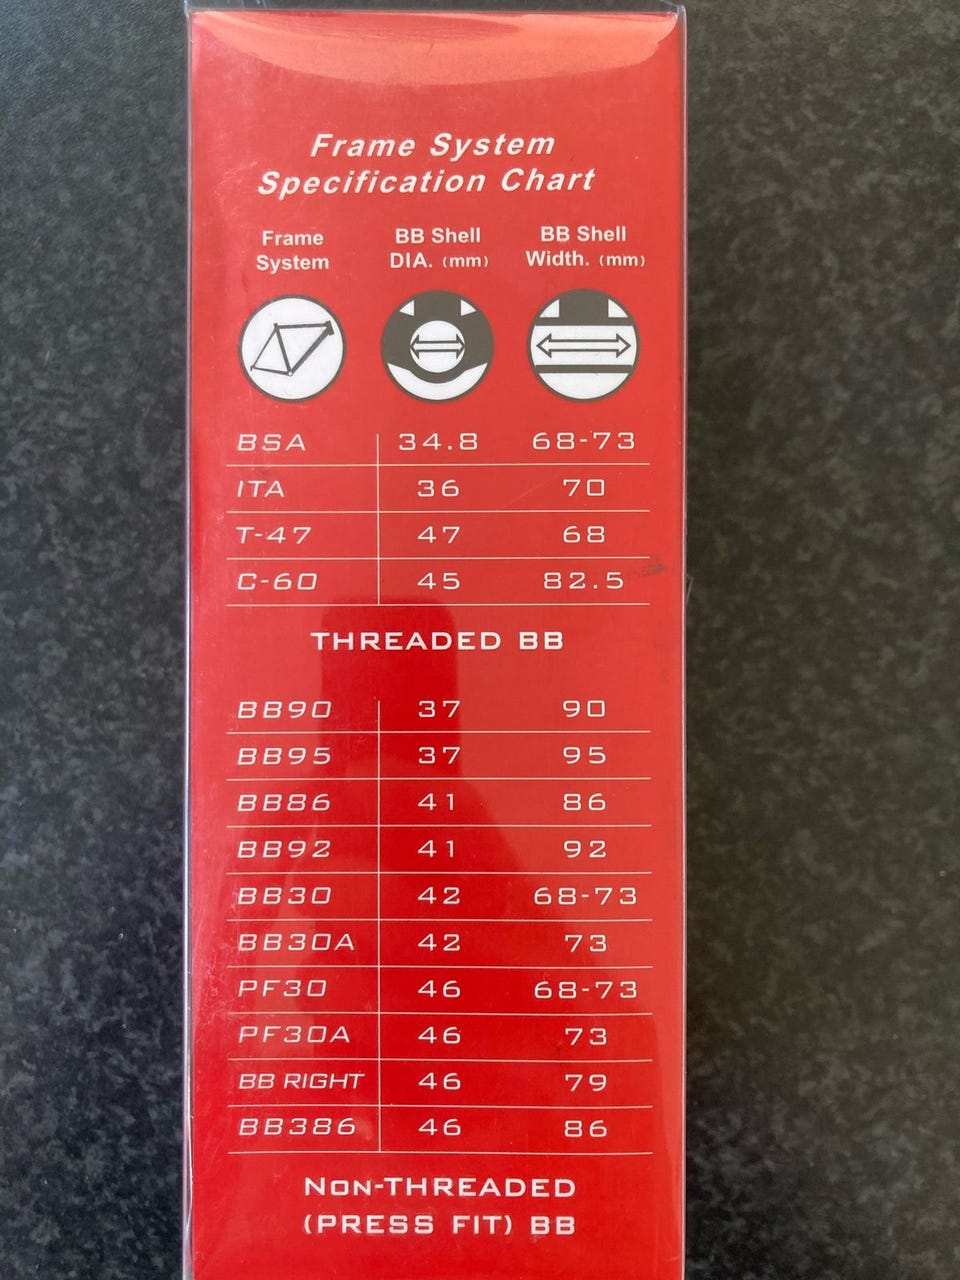 Frame System
Specification Chart
Frame System BB Shell DIA. (mm) BB Shell Width. (mm)
BSA 34.8 68-73
ITA 36 70
T-47 47 68
C-60 45 82.5
THREADED BB
BB90 37 90
BB95 37 95
BB86 41 86
BB92 41 92
BB30 42 68-73
BB30A 42 73
PF30 46 68-73
PF30A 46 73
BB RIGHT 46 79
BB386 46 86
NON-THREADED
(PRESS FIT) BB